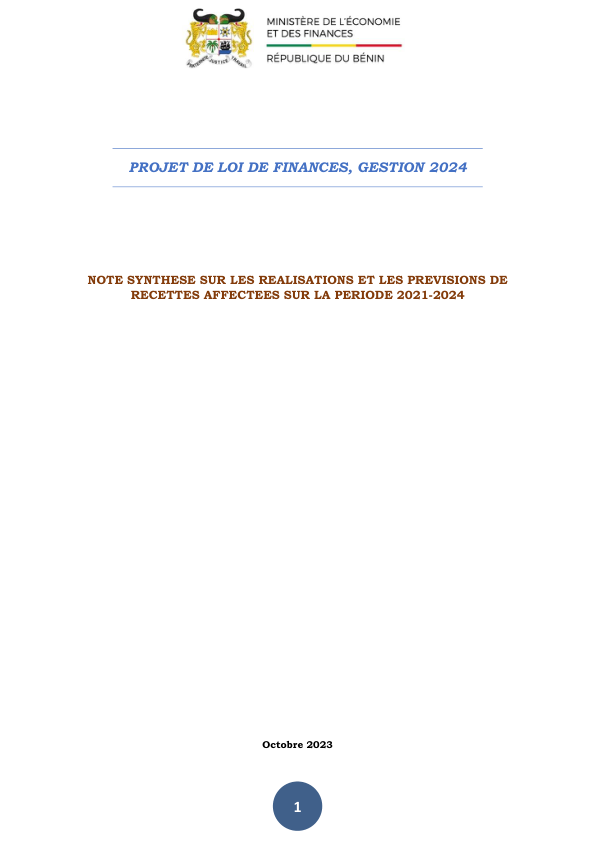 MINISTÈRE DE L'ÉCONOMIE
ET DES FINANCES
RÉPUBLIQUE DU BÉNIN
PROJET DE LOI DE FINANCES, GESTION 2024
NOTE SYNTHESE SUR LES REALISATIONS ET LES PREVISIONS DE
RECETTES AFFECTEES SUR LA PERIODE 2021-2024
Octobre 2023
1